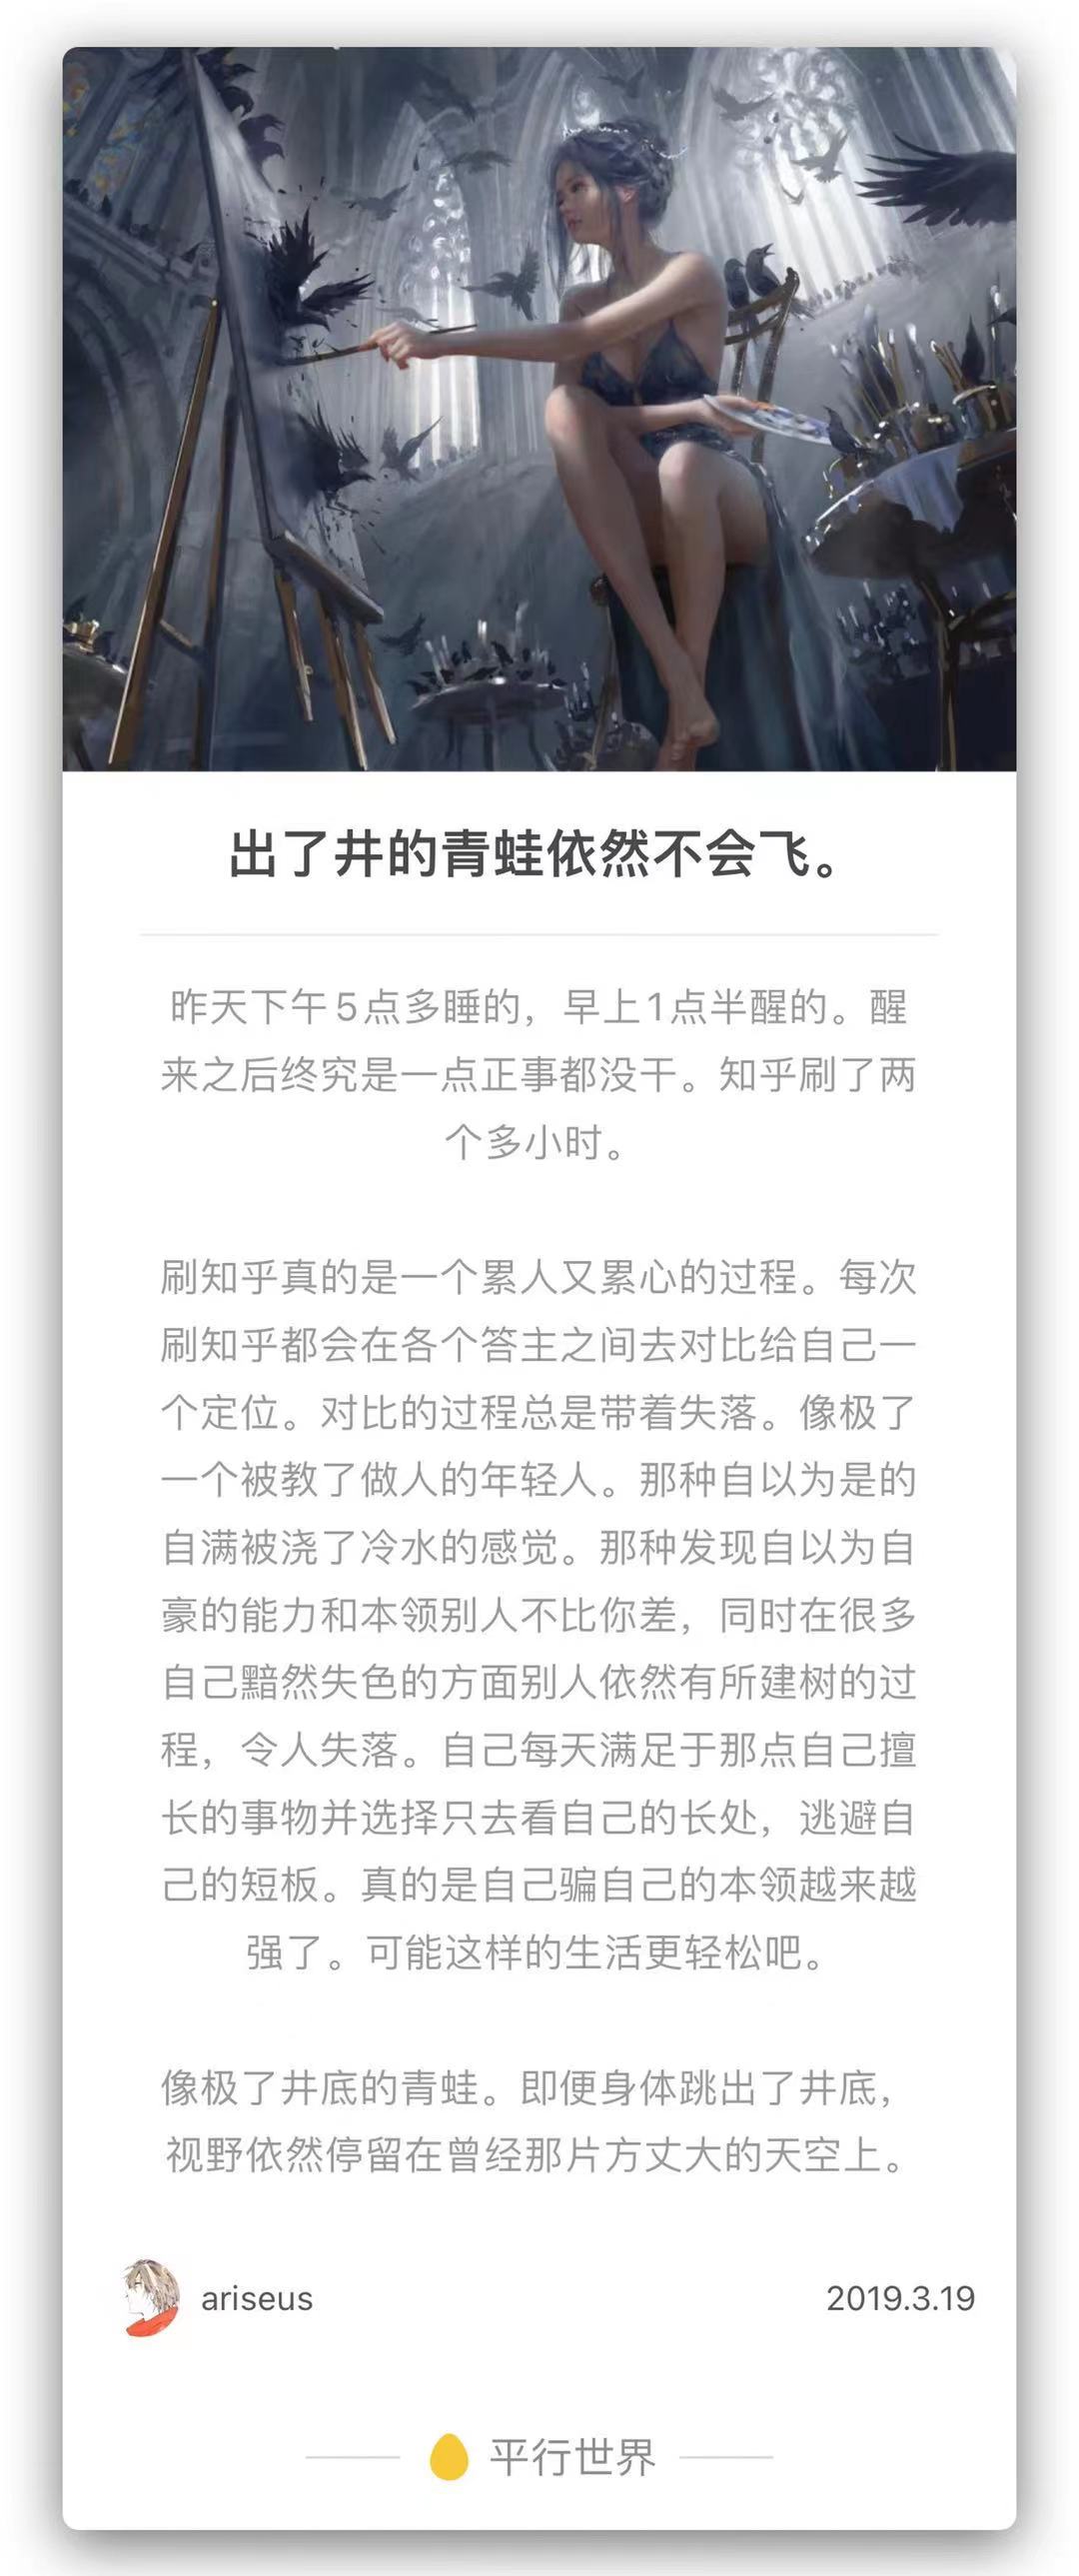 出了井的青蛙依然不会飞。
昨天下午5点多睡的，早上1点半醒的。醒
来之后终究是一点正事都没干。知乎刷了两
个多小时。
刷知乎真的是一个累人又累心的过程。每次
刷知乎都会在各个答主之间去对比给自己一
个定位。对比的过程总是带着失落。像极了
一个被教了做人的年轻人。那种自以为是的
自满被浇了冷水的感觉。那种发现自以为自
豪的能力和本领别人不比你差，同时在很多
自己黯然失色的方面别人依然有所建树的过
程，令人失落。自己每天满足于那点自己擅
长的事物并选择只去看自己的长处，逃避自
己的短板。真的是自己骗自己的本领越来越
强了。可能这样的生活更轻松吧。
像极了井底的青蛙。即便身体跳出了井底，
视野依然停留在曾经那片方丈大的天空上。
ariseus 2019.3.19
平行世界